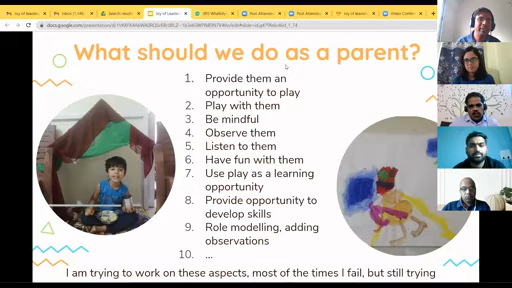 What should we do as a parent?
1. Provide them an
opportunity to play
2. Play with them
3. Be mindful
4. Observe them
5. Listen to them
6. Have fun with them
7. Use play as a learning
opportunity
8. Provide opportunity to
develop skills
9. Role modelling, adding
observations
10. ...
I am trying to work on these aspects, most of the times I fail, but still trying